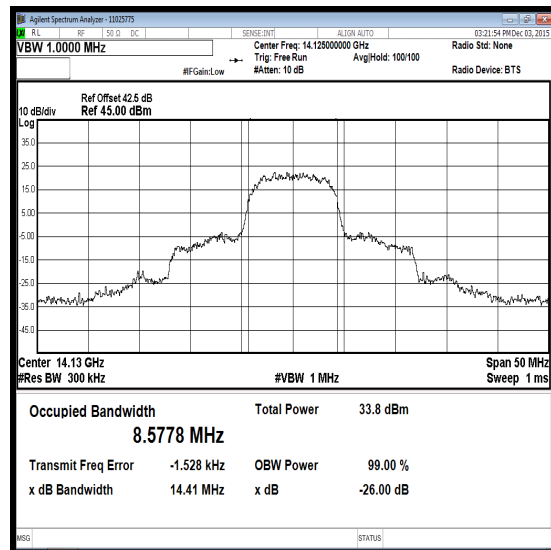 Agilent Spectrum Analyzer - 11025775
LXI RL RF 50 Ω DC SENSE:INT ALIGN AUTO 03:21:54 PM Dec 03, 2015
VBW 1.0000 MHz Center Freq: 14.125000000 GHz Radio Std: None
Trig: Free Run Avg|Hold: 100/100
#IFGain:Low #Atten: 10 dB Radio Device: BTS
Ref Offset 42.5 dB
10 dB/div Ref 45.00 dBm
Log
35.0
25.0
15.0
5.00
-5.00
-15.0
-25.0
-35.0
-45.0
Center 14.13 GHz Span 50 MHz
#Res BW 300 kHz #VBW 1 MHz Sweep 1 ms
Occupied Bandwidth Total Power 33.8 dBm
8.5778 MHz
Transmit Freq Error -1.528 kHz OBW Power 99.00 %
x dB Bandwidth 14.41 MHz x dB -26.00 dB
MSG STATUS